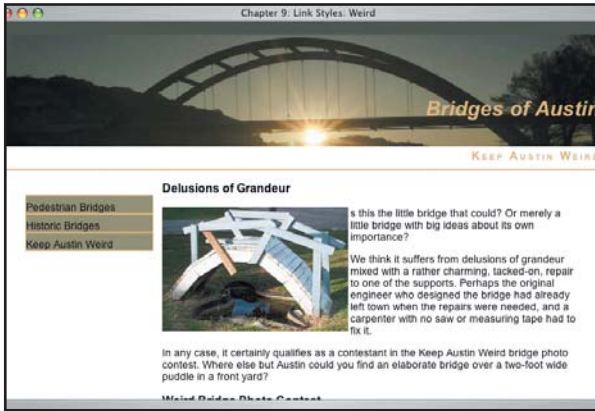 Chapter 9: Link Styles: Weird
Bridges of Austin
Keep Austin Weird
Pedestrian Bridges
Historic Bridges
Keep Austin Weird
Delusions of Grandeur
s this the little bridge that could? Or merely a
little bridge with big ideas about its own
importance?
We think it suffers from delusions of grandeur
mixed with a rather charming, tacked-on, repair
to one of the supports. Perhaps the original
engineer who designed the bridge had already
left town when the repairs were needed, and a
carpenter with no saw or measuring tape had to
fix it.
In any case, it certainly qualifies as a contestant in the Keep Austin Weird bridge photo
contest. Where else but Austin could you find an elaborate bridge over a two-foot wide
puddle in a front yard?
Weird Bridge Photo Contest